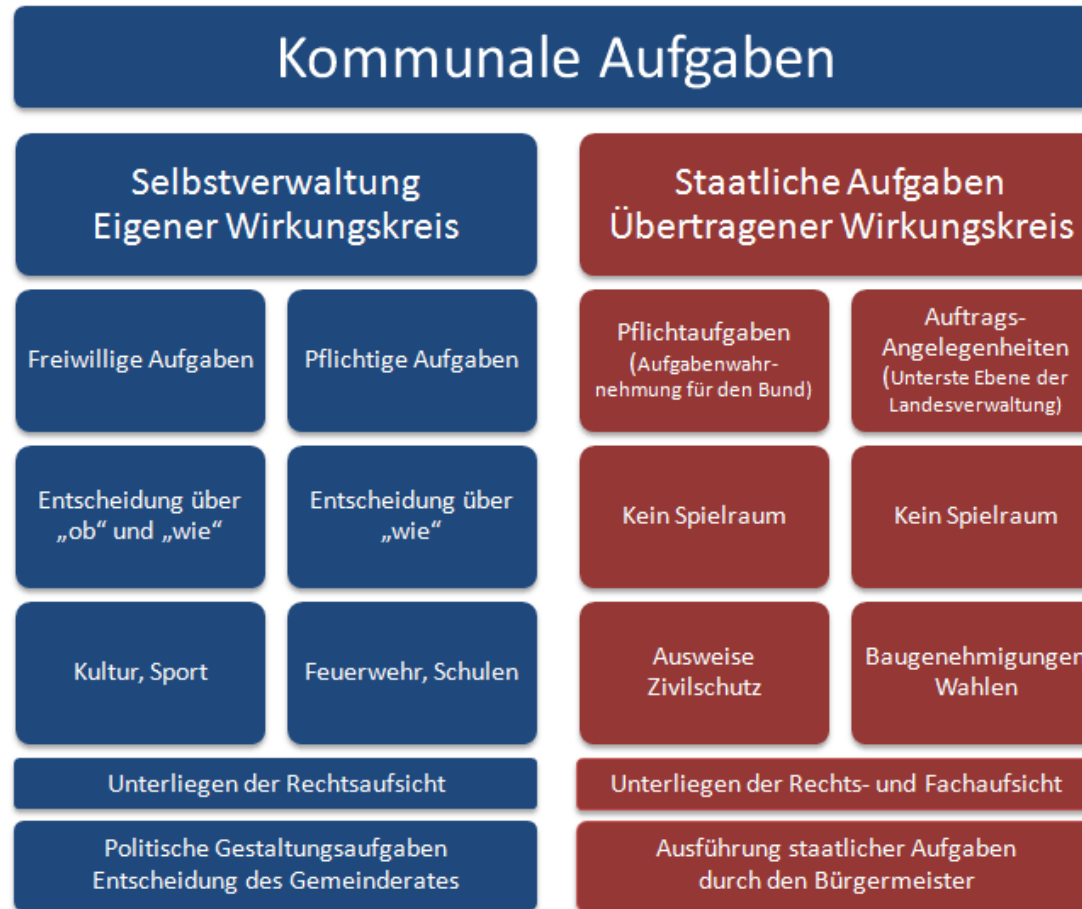 Kommunale Aufgaben
Selbstverwaltung
Eigener Wirkungskreis
Staatliche Aufgaben
Übertragener Wirkungskreis
Freiwillige Aufgaben
Pflichtige Aufgaben
Pflichtaufgaben
(Aufgabenwahr-
nehmung für den Bund)
Auftrags-
Angelegenheiten
(Unterste Ebene der
Landesverwaltung)
Entscheidung über
„ob“ und „wie“
Entscheidung über
„wie“
Kein Spielraum
Kein Spielraum
Kultur, Sport
Feuerwehr, Schulen
Ausweise
Zivilschutz
Baugenehmigungen
Wahlen
Unterliegen der Rechtsaufsicht
Unterliegen der Rechts- und Fachaufsicht
Politische Gestaltungsaufgaben
Entscheidung des Gemeinderates
Ausführung staatlicher Aufgaben
durch den Bürgermeister